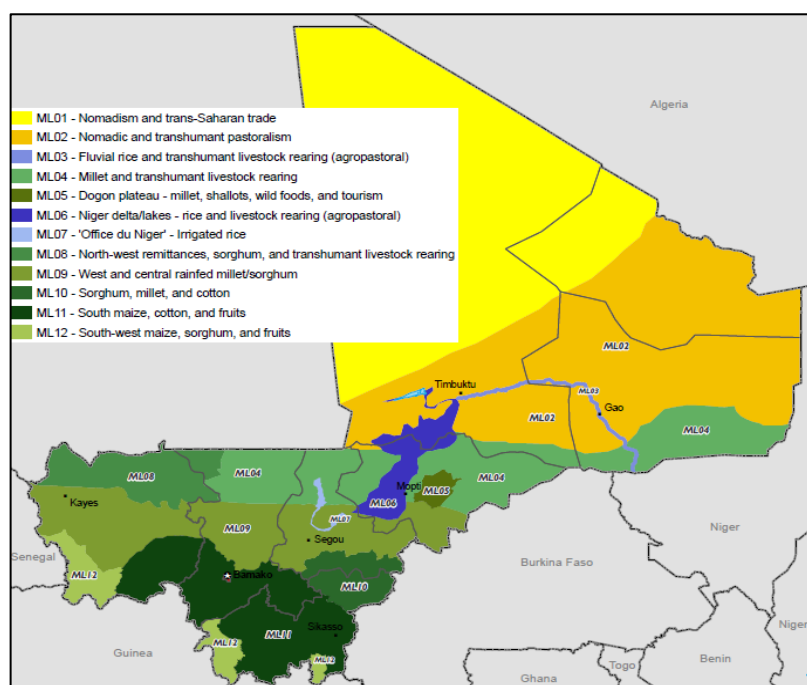 Algeria
ML01 - Nomadism and trans-Saharan trade
ML02 - Nomadic and transhumant pastoralism
ML03 - Fluvial rice and transhumant livestock rearing (agropastoral)
ML04 - Millet and transhumant livestock rearing
ML05 - Dogon plateau - millet, shallots, wild foods, and tourism
ML06 - Niger delta/lakes - rice and livestock rearing (agropastoral)
ML07 - 'Office du Niger' - Irrigated rice
ML08 - North-west remittances, sorghum, and transhumant livestock rearing
ML09 - West and central rainfed millet/sorghum
ML10 - Sorghum, millet, and cotton
ML11 - South maize, cotton, and fruits
ML12 - South-west maize, sorghum, and fruits
ML02
Timbuktu
ML03
Gao
ML02
ML04
ML08
ML04
ML04
Kayes
Mopti
ML05
ML06
ML07
ML09
Segou
Niger
Senegal
Burkina Faso
ML12
Bamako
ML10
Niger
Sikasso
ML11
ML12
Guinea
ML12
Benin
Togo
Ghana